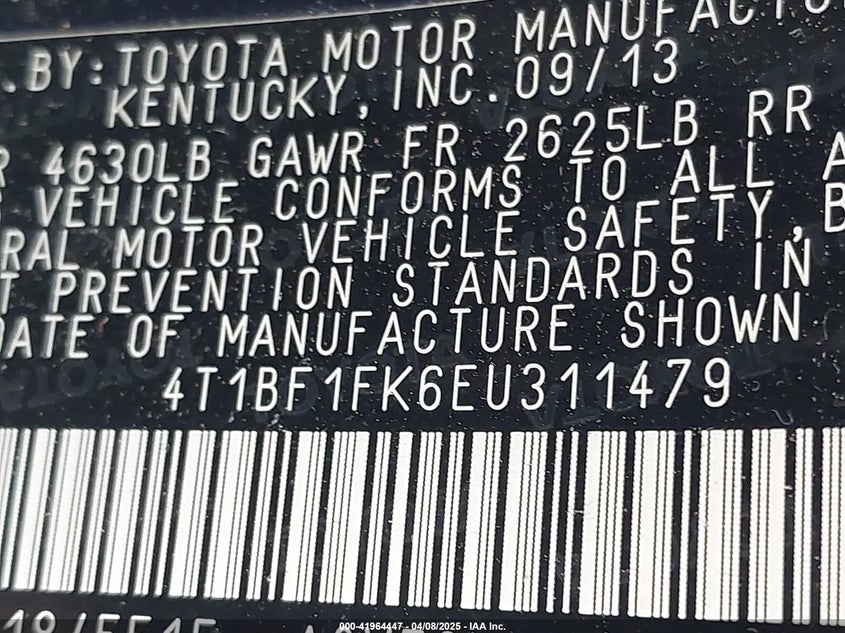 .BY:TOYOTA MOTOR MANUFACTU
KENTUCKY, INC. 09/13
R 4630LB GAWR FR 2625LB RR
VEHICLE CONFORMS TO ALL A
RAL MOTOR VEHICLE SAFETY, B
T PREVENTION STANDARDS IN
DATE OF MANUFACTURE SHOWN
4T1BF1FK6EU311479
000-41964447 - 04/08/2025 - IAA Inc.